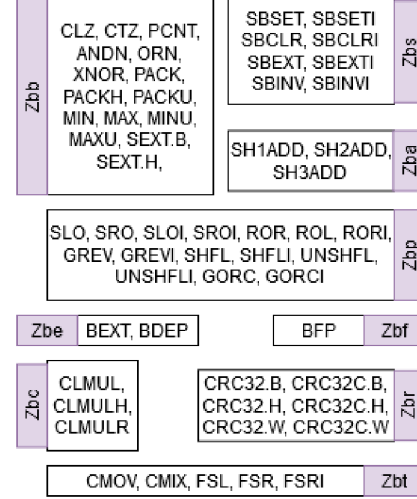 Zbb
CLZ, CTZ, PCNT,
ANDN, ORN,
XNOR, PACK,
PACKH, PACKU,
MIN, MAX, MINU,
MAXU, SEXT.B,
SEXT.H,
SBSET, SBSETI
SBCLR, SBCLRI
SBEXT, SBEXTI
SBINV, SBINVI
Zbs
SH1ADD, SH2ADD,
SH3ADD
Zba
SLO, SRO, SLOI, SROI, ROR, ROL, RORI,
GREV, GREVI, SHFL, SHFLI, UNSHFL,
UNSHFLI, GORC, GORCI
Zbp
Zbe
BEXT, BDEP
BFP
Zbf
Zbc
CLMUL,
CLMULH,
CLMULR
CRC32.B, CRC32C.B,
CRC32.H, CRC32C.H,
CRC32.W, CRC32C.W
Zbr
CMOV, CMIX, FSL, FSR, FSRI
Zbt